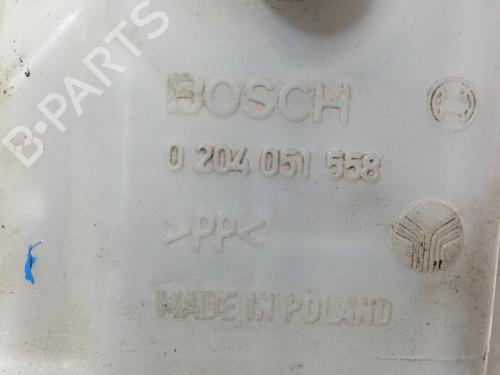 BOSCH
0 204 051 558
>PP<
MADE IN POLAND
B-PARTS